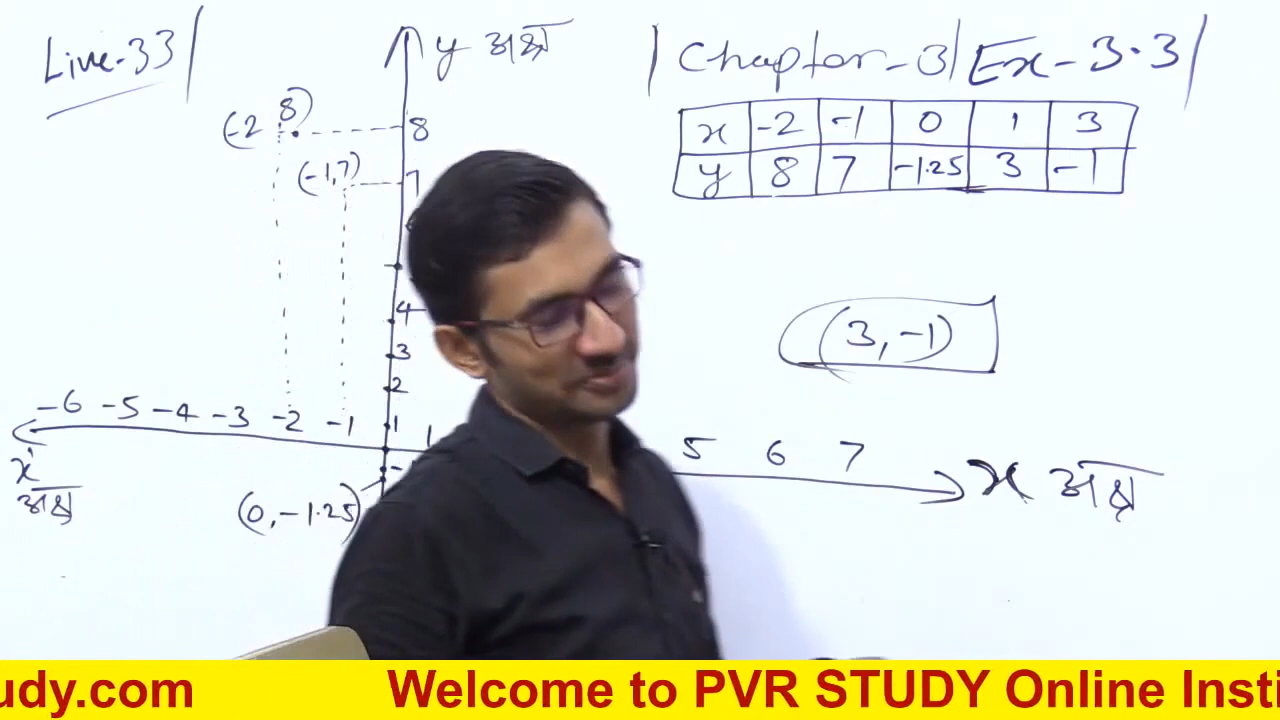 Live-33
Chapter-3 Ex-3.3
y अक्ष
x -2 -1 0 1 3
y 8 7 -1.25 3 -1
(-2 8)
8
(-1,7)
7
4
3
2
1
(3,-1)
-6 -5 -4 -3 -2 -1 1 5 6 7
x अक्ष
x' अक्ष
(0,-1.25)
udy.com Welcome to PVR STUDY Online Insti